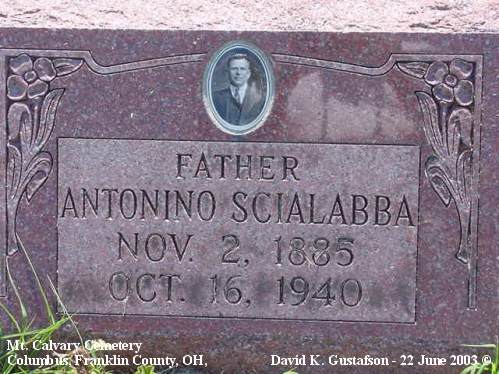 FATHER
ANTONINO SCIALABBA
NOV. 2, 1885
OCT. 16, 1940
Mt. Calvary Cemetery
Columbus, Franklin County, OH,
David K. Gustafson - 22 June 2003 ©